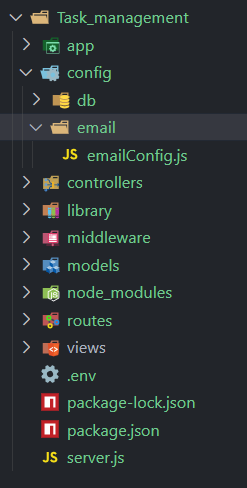 Task_management
app
config
db
email
JS emailConfig.js
controllers
library
middleware
models
node_modules
routes
views
.env
package-lock.json
package.json
JS server.js